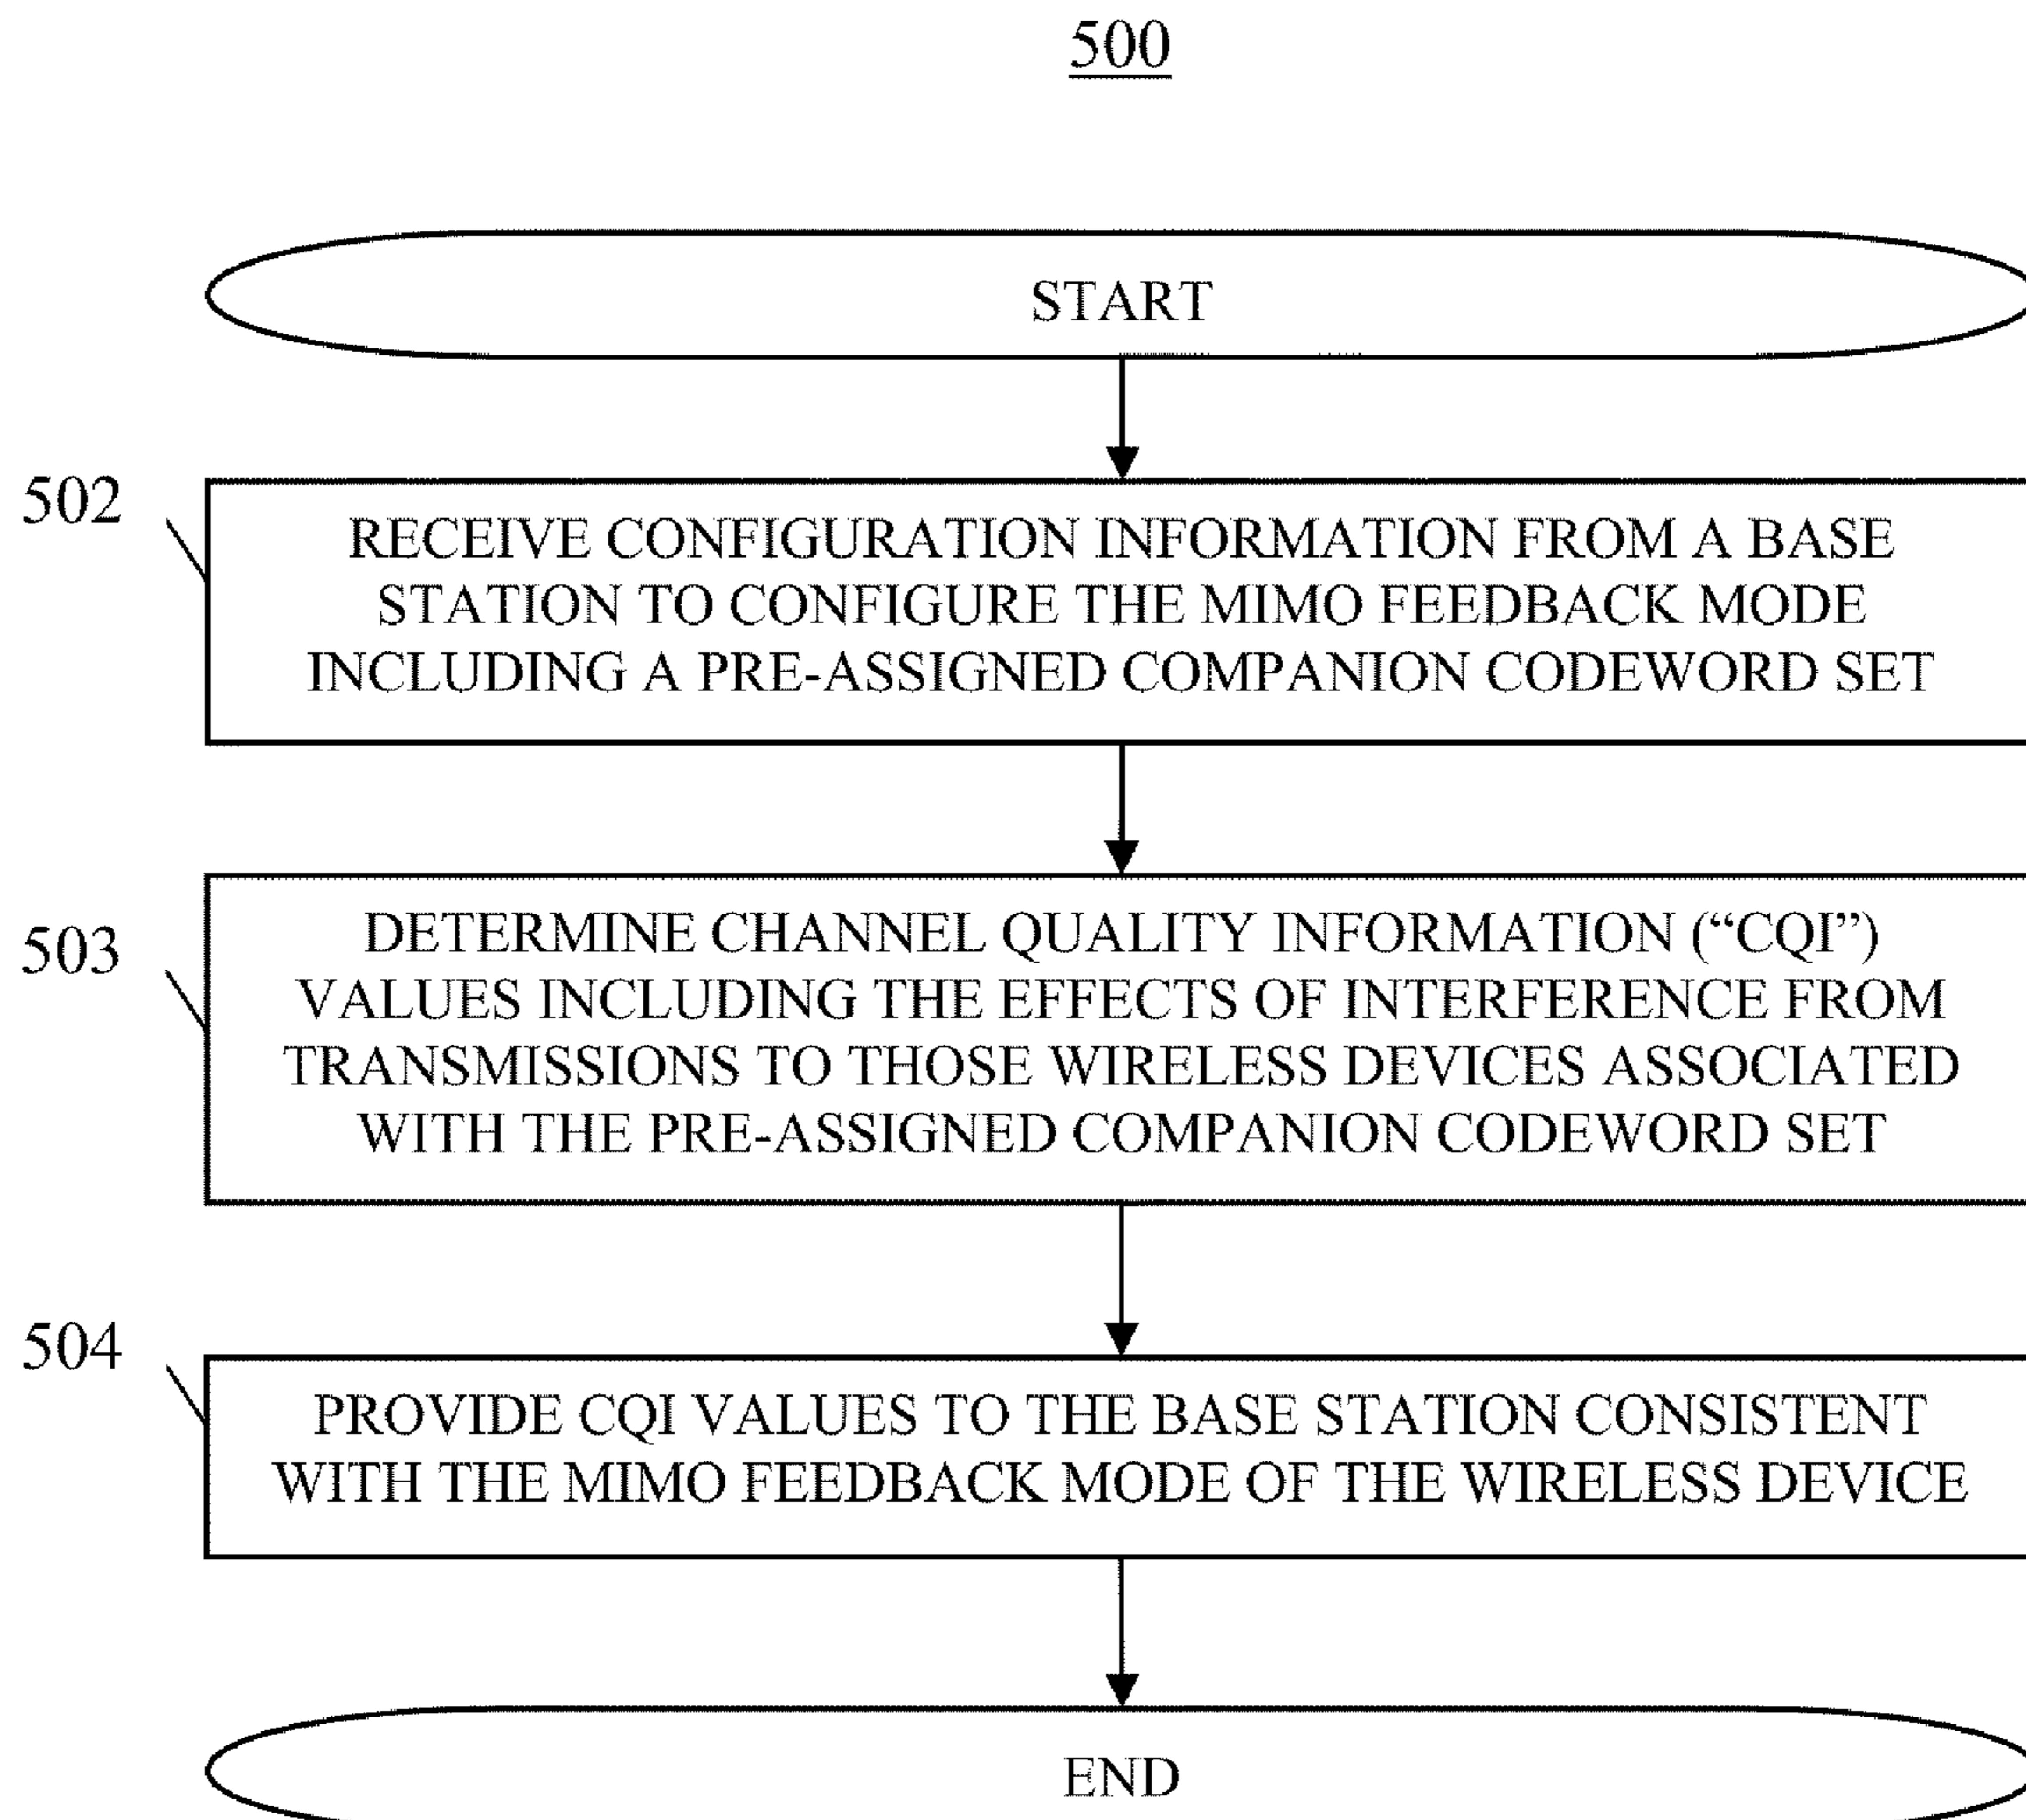 500
START
502
RECEIVE CONFIGURATION INFORMATION FROM A BASE
STATION TO CONFIGURE THE MIMO FEEDBACK MODE
INCLUDING A PRE-ASSIGNED COMPANION CODEWORD SET
503
DETERMINE CHANNEL QUALITY INFORMATION (“CQI”)
VALUES INCLUDING THE EFFECTS OF INTERFERENCE FROM
TRANSMISSIONS TO THOSE WIRELESS DEVICES ASSOCIATED
WITH THE PRE-ASSIGNED COMPANION CODEWORD SET
504
PROVIDE CQI VALUES TO THE BASE STATION CONSISTENT
WITH THE MIMO FEEDBACK MODE OF THE WIRELESS DEVICE
END